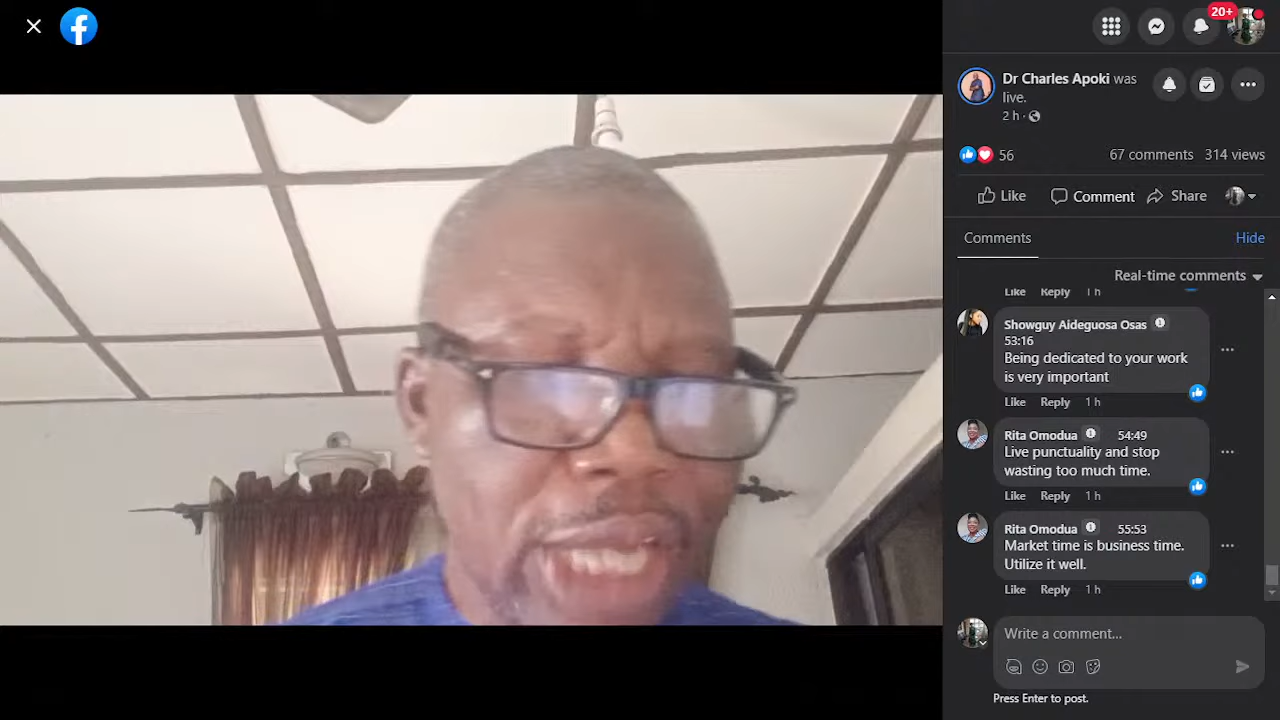 20+
Dr Charles Apoki was
live.
2 h ·
56
67 comments 314 views
Like Comment Share
Comments
Hide
Real-time comments
Like Reply 1 h
Showguy Aideguosa Osas
53:16
Being dedicated to your work
is very important
Like Reply 1 h
Rita Omodua 54:49
Live punctuality and stop
wasting too much time.
Like Reply 1 h
Rita Omodua 55:53
Market time is business time.
Utilize it well.
Like Reply 1 h
Write a comment...
Press Enter to post.